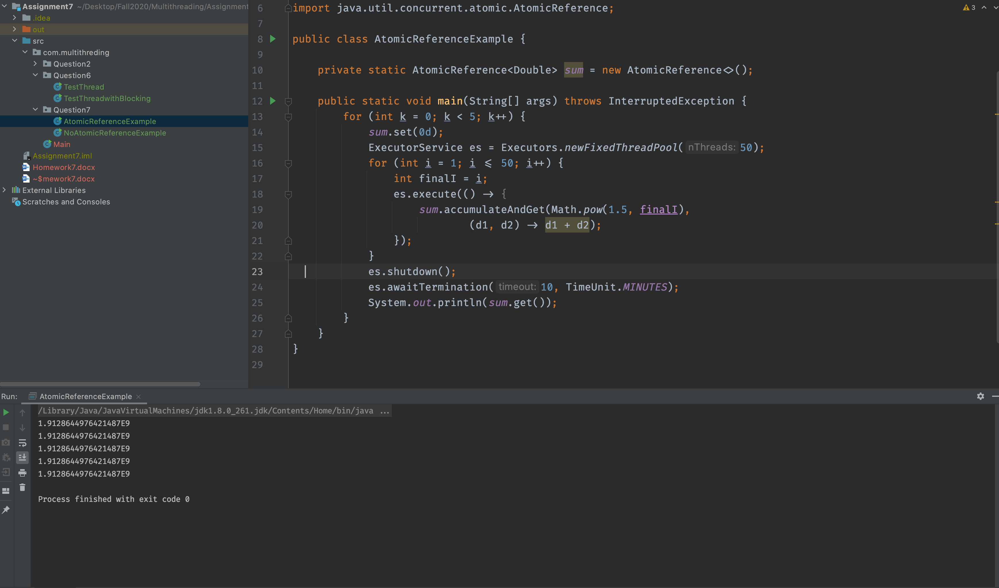 Assignment7 ~/Desktop/Fall2020/Multithreading/Assignment
.idea
out
src
com.multithreding
Question2
Question6
TestThread
TestThreadwithBlocking
Question7
AtomicReferenceExample
NoAtomicReferenceExample
Main
Assignment7.iml
Homework7.docx
~$mework7.docx
External Libraries
Scratches and Consoles
3
6 import java.util.concurrent.atomic.AtomicReference;
7
8 public class AtomicReferenceExample {
9
10 private static AtomicReference<Double> sum = new AtomicReference<>();
11
12 public static void main(String[] args) throws InterruptedException {
13 for (int k = 0; k < 5; k++) {
14 sum.set(0d);
15 ExecutorService es = Executors.newFixedThreadPool( nThreads: 50);
16 for (int i = 1; i <= 50; i++) {
17 int finalI = i;
18 es.execute(() -> {
19 sum.accumulateAndGet(Math.pow(1.5, finalI),
20 (d1, d2) -> d1 + d2);
21 });
22 }
23 es.shutdown();
24 es.awaitTermination( timeout: 10, TimeUnit.MINUTES);
25 System.out.println(sum.get());
26 }
27 }
28 }
29
Run: AtomicReferenceExample
/Library/Java/JavaVirtualMachines/jdk1.8.0_261.jdk/Contents/Home/bin/java ...
1.9128644976421487E9
1.9128644976421487E9
1.9128644976421487E9
1.9128644976421487E9
1.9128644976421487E9
Process finished with exit code 0